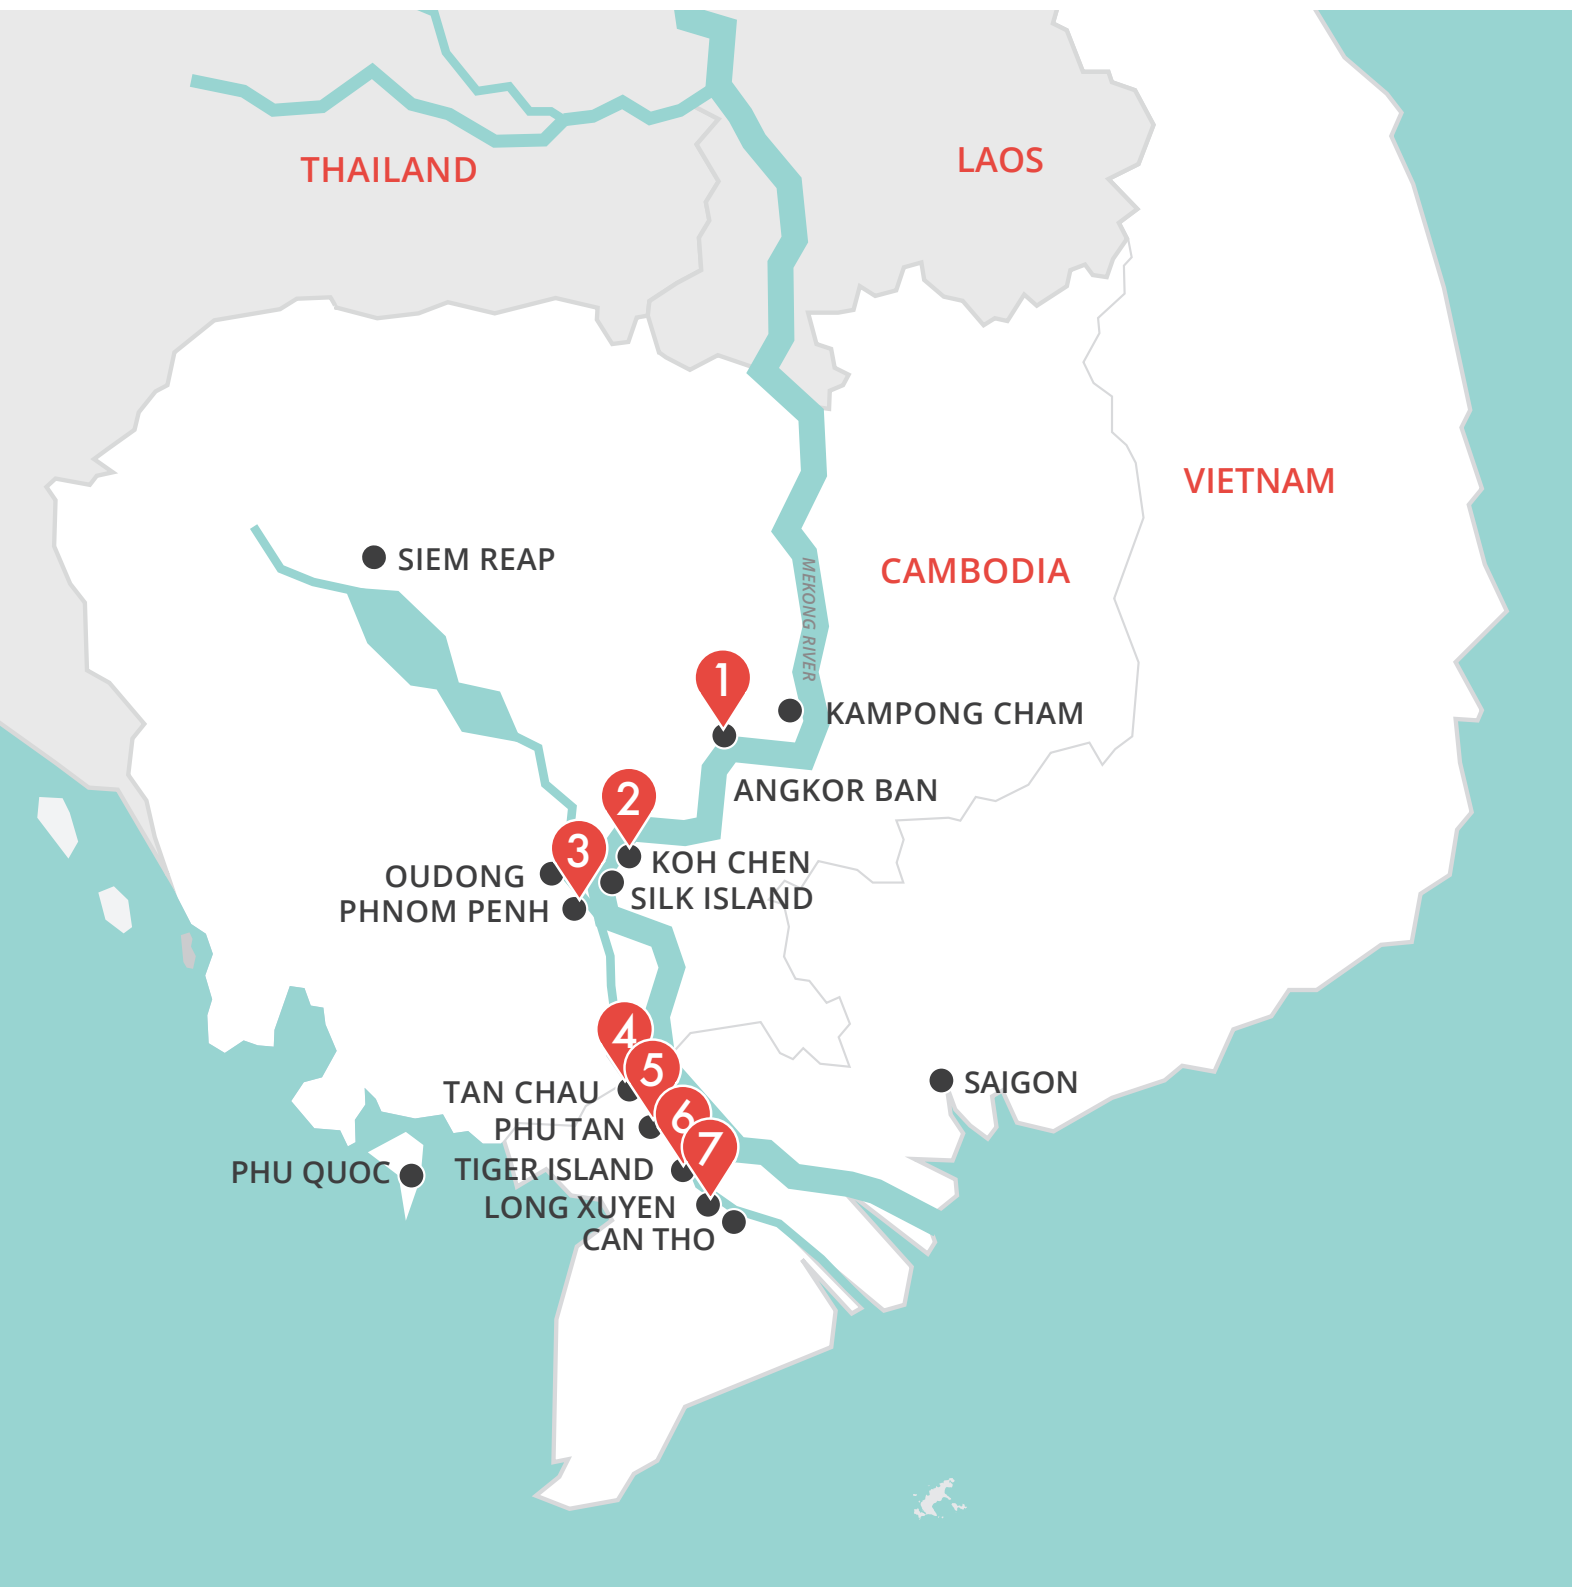 THAILAND
LAOS
VIETNAM
SIEM REAP
CAMBODIA
MEKONG RIVER
1
KAMPONG CHAM
ANGKOR BAN
2
3
KOH CHEN
OUDONG
SILK ISLAND
PHNOM PENH
4
5
TAN CHAU
SAIGON
6
PHU TAN
7
TIGER ISLAND
PHU QUOC
LONG XUYEN
CAN THO